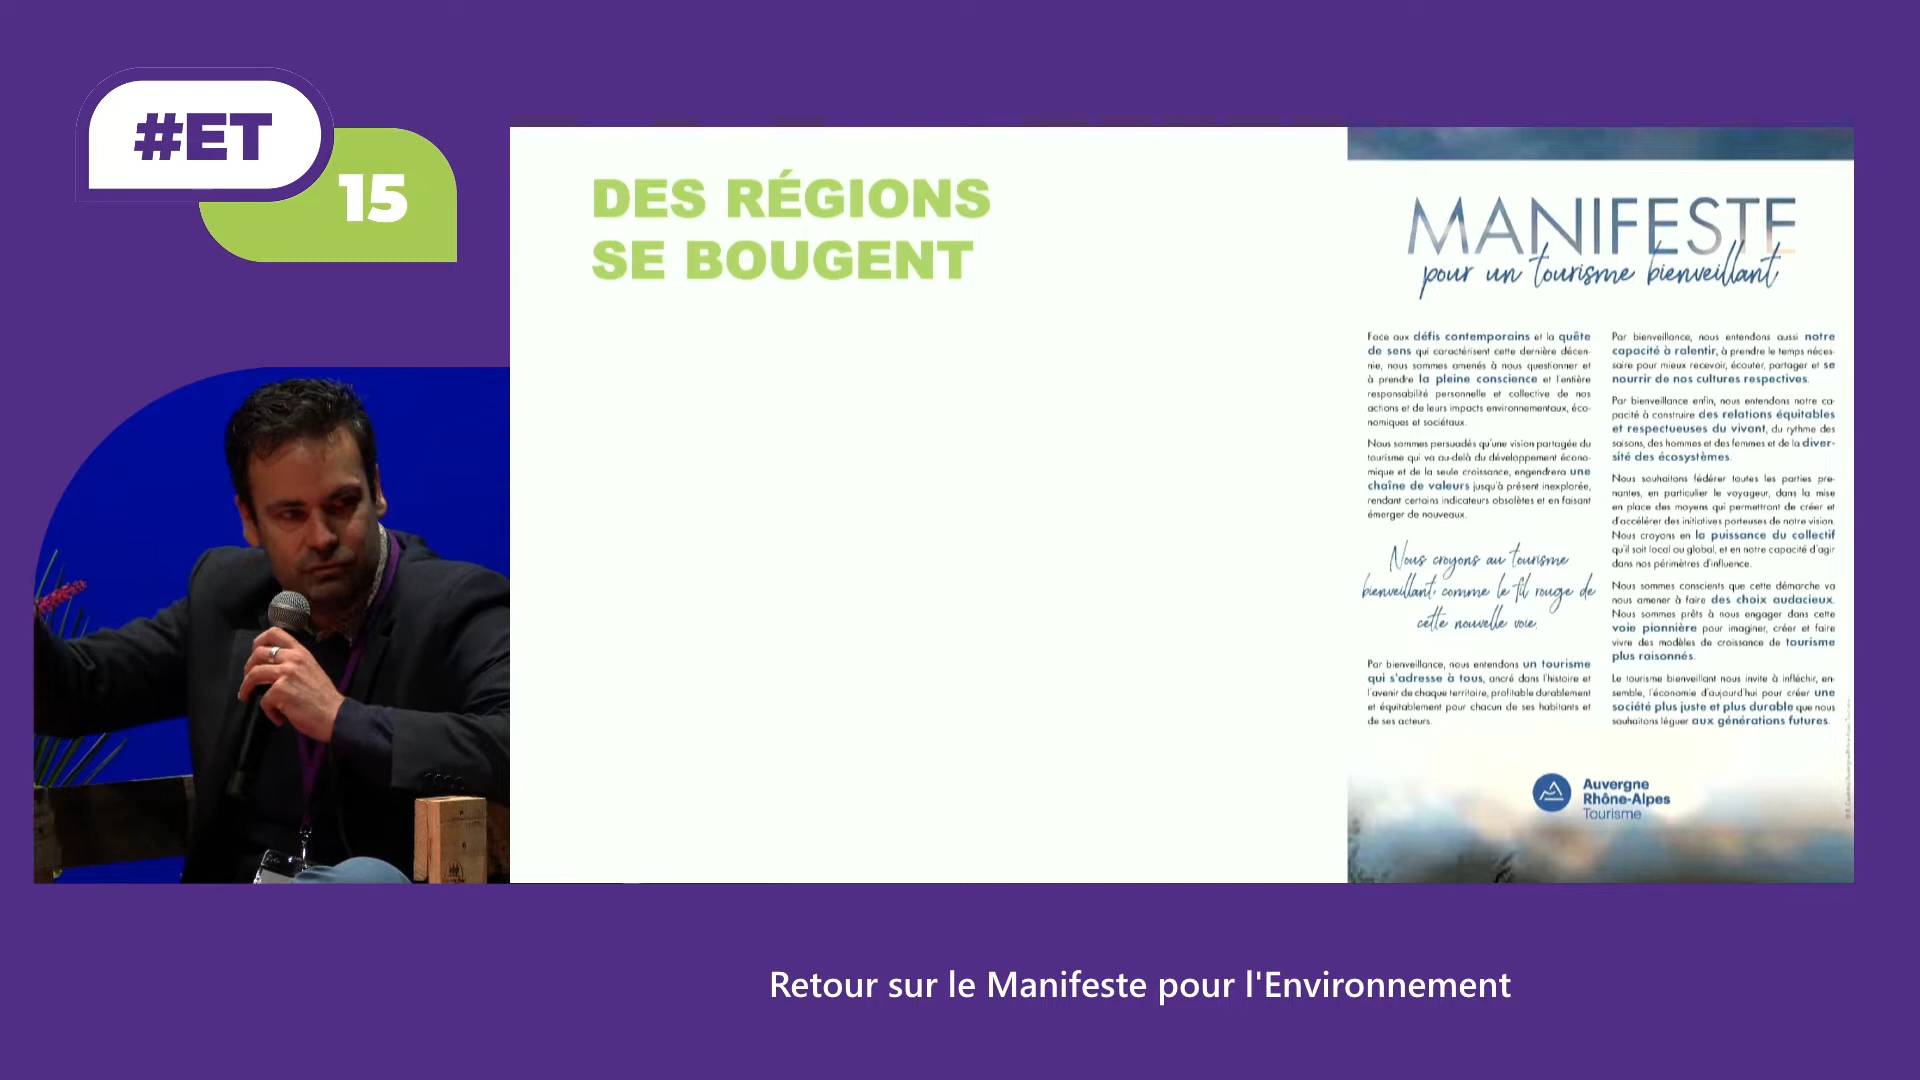 #ET
15
DES RÉGIONS
SE BOUGENT
MANIFESTE
pour un tourisme bienveillant
Face aux défis contemporains et la quête
de sens qui caractérisent cette dernière décen-
nie, nous sommes amenés à nous questionner et
à prendre la pleine conscience et l'entière
responsabilité personnelle et collective de nos
actions et de leurs impacts environnementaux, éco-
nomiques et sociétaux.
Nous sommes persuadés qu'une vision partagée du
tourisme qui va au-delà du développement écono-
mique et de la seule croissance, engendrera une
chaîne de valeurs jusqu'à présent inexplorée,
rendant certains indicateurs obsolètes et en faisant
émerger de nouveaux.
Nous croyons au tourisme
bienveillant, comme le fil rouge de
cette nouvelle voie.
Par bienveillance, nous entendons un tourisme
qui s'adresse à tous, ancré dans l'histoire et
l'avenir de chaque territoire, profitable durablement
et équitablement pour chacun de ses habitants et
de ses acteurs.
Par bienveillance, nous entendons aussi notre
capacité à ralentir, à prendre le temps néces-
saire pour mieux recevoir, écouter, partager et se
nourrir de nos cultures respectives.
Par bienveillance enfin, nous entendons notre ca-
pacité à construire des relations équitables
et respectueuses du vivant, du rythme des
saisons, des hommes et des femmes et de la diver-
sité des écosystèmes.
Nous souhaitons fédérer toutes les parties pre-
nantes, en particulier le voyageur, dans la mise
en place des moyens qui permettront de créer et
d'accélérer des initiatives porteuses de notre vision.
Nous croyons en la puissance du collectif
qu'il soit local ou global, et en notre capacité d'agir
dans nos périmètres d'influence.
Nous sommes conscients que cette démarche va
nous amener à faire des choix audacieux.
Nous sommes prêts à nous engager dans cette
voie pionnière pour imaginer, créer et faire
vivre des modèles de croissance de tourisme
plus raisonnés.
Le tourisme bienveillant nous invite à infléchir, en-
semble, l'économie d'aujourd'hui pour créer une
société plus juste et plus durable que nous
souhaitons léguer aux générations futures.
Auvergne
Rhône-Alpes
Tourisme
Retour sur le Manifeste pour l'Environnement